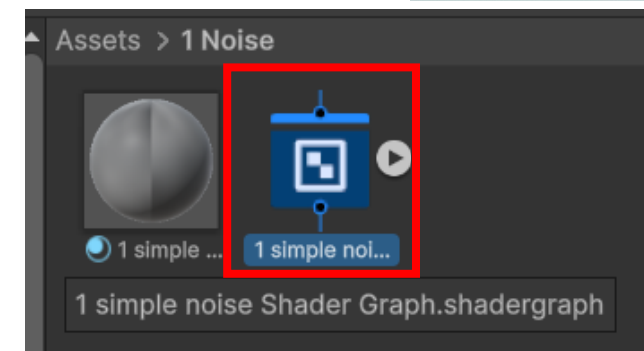 Assets > 1 Noise
1 simple ...
1 simple noi...
1 simple noise Shader Graph.shadergraph